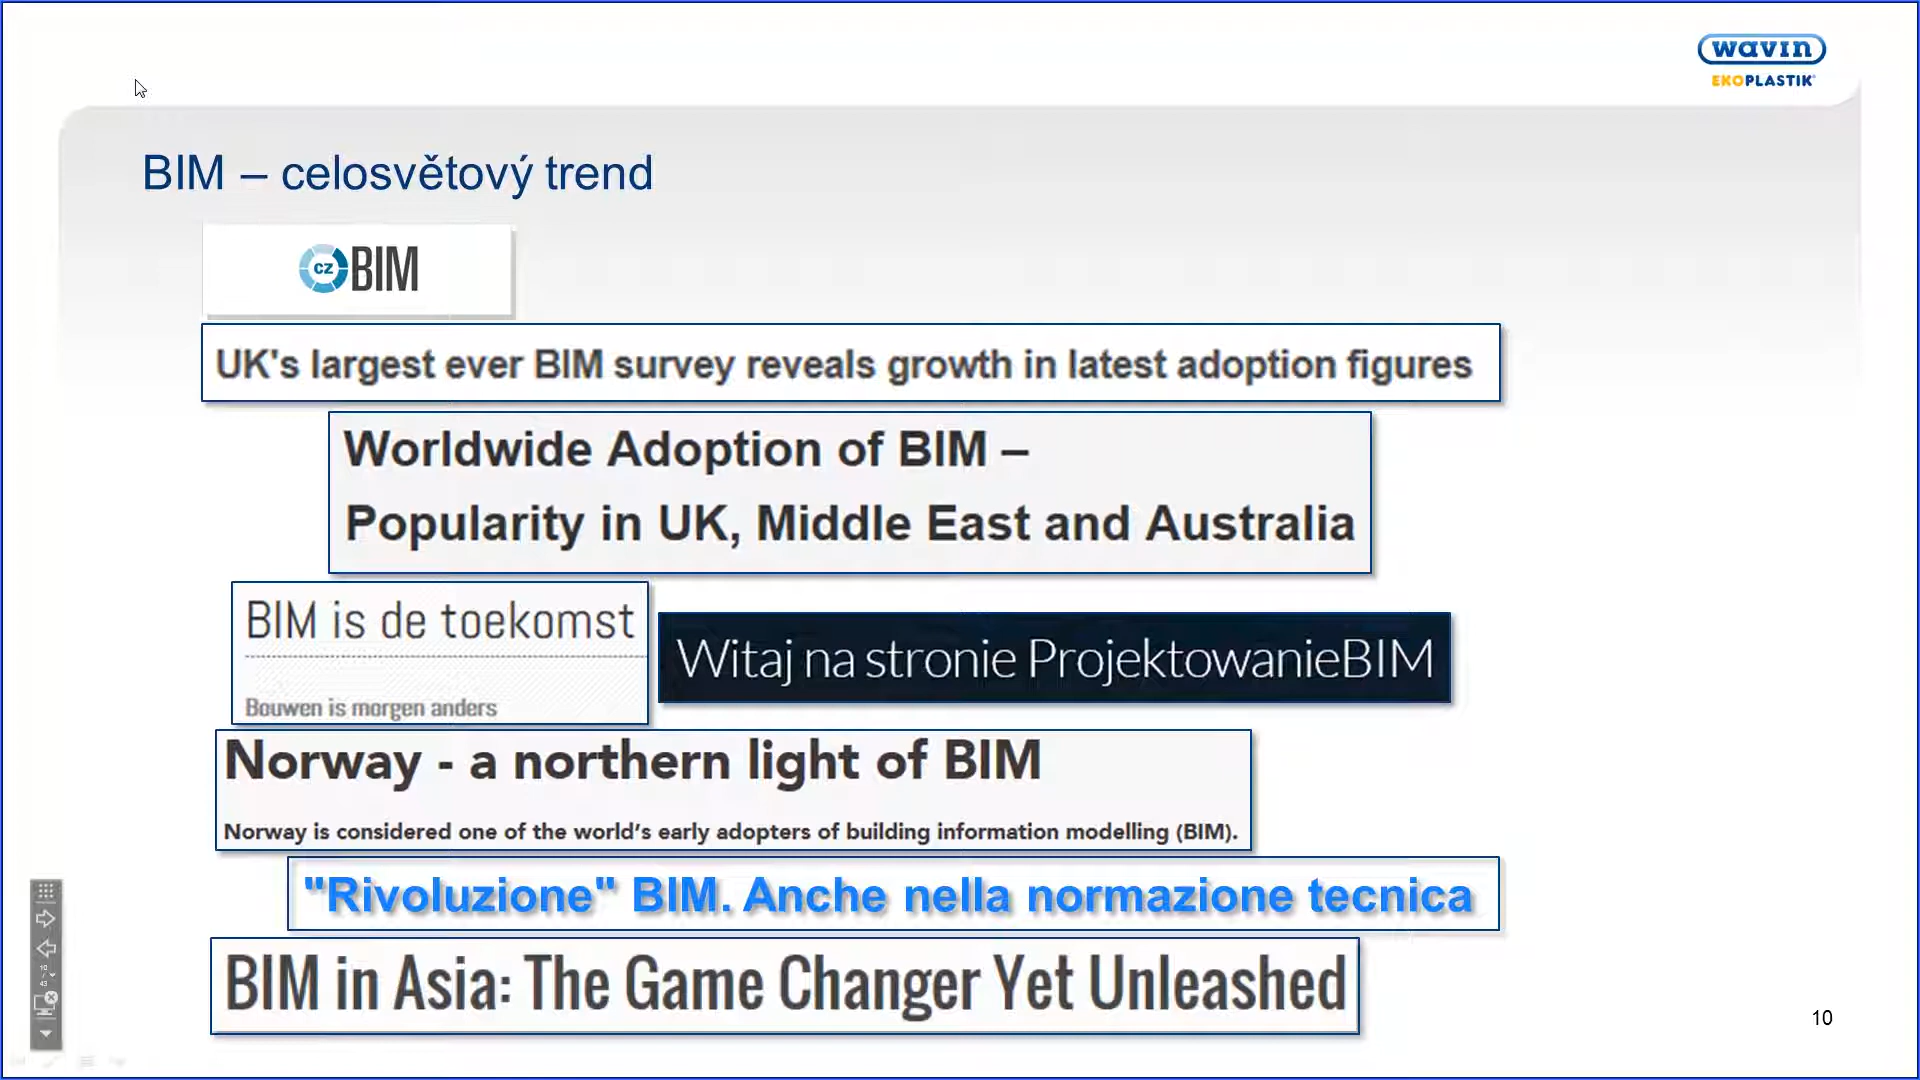 wavin
EKOPLASTIK
BIM – celosvětový trend
cz BIM
UK's largest ever BIM survey reveals growth in latest adoption figures
Worldwide Adoption of BIM –
Popularity in UK, Middle East and Australia
BIM is de toekomst
Bouwen is morgen anders
Witaj na stronie ProjektowanieBIM
Norway - a northern light of BIM
Norway is considered one of the world's early adopters of building information modelling (BIM).
"Rivoluzione" BIM. Anche nella normazione tecnica
BIM in Asia: The Game Changer Yet Unleashed
10